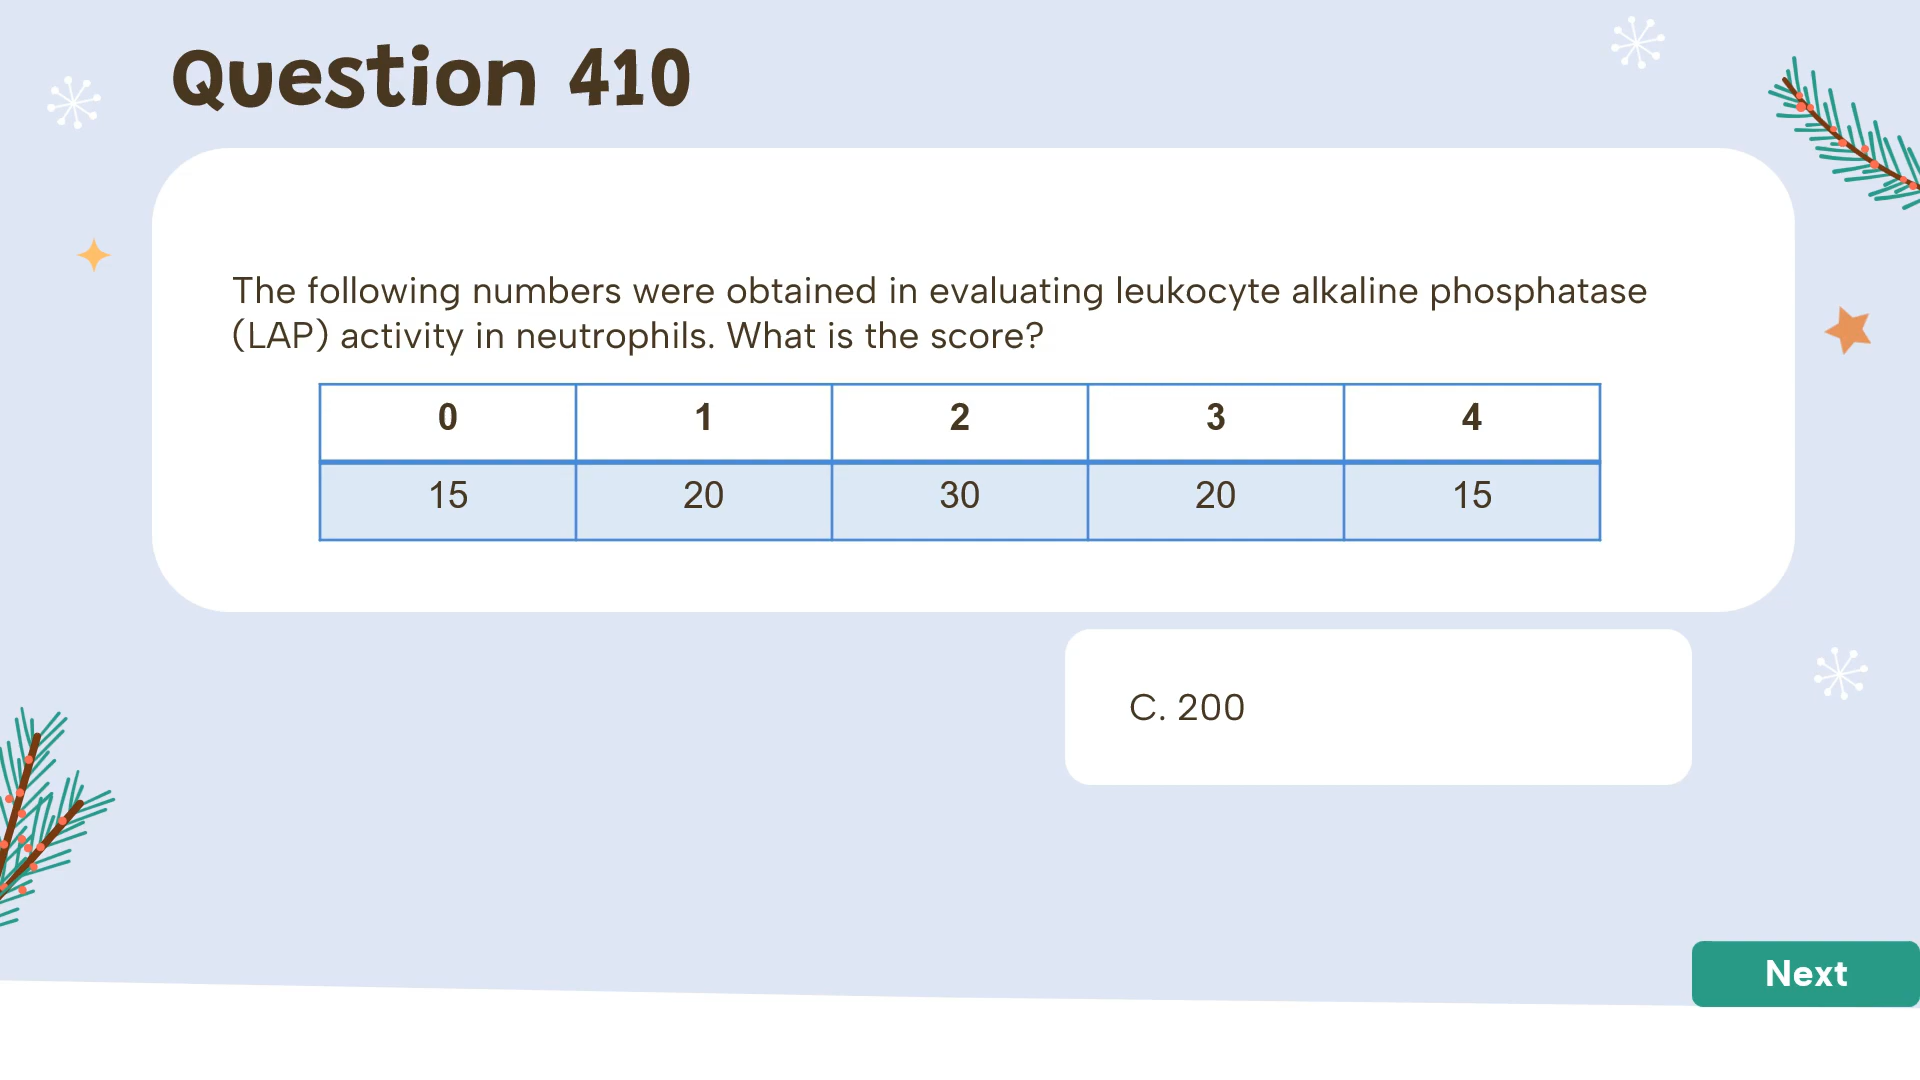 Question 410
The following numbers were obtained in evaluating leukocyte alkaline phosphatase
(LAP) activity in neutrophils. What is the score?
0 1 2 3 4
15 20 30 20 15
C. 200
Next